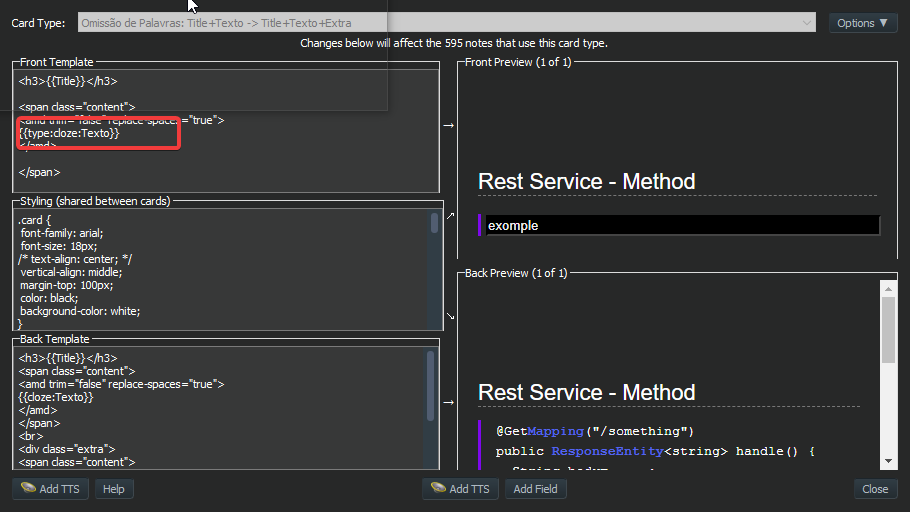 Card Type:
Omissão de Palavras: Title+Texto -> Title+Texto+Extra
Options ▼
Changes below will affect the 595 notes that use this card type.
Front Template
<h3>{{Title}}</h3>
<span class="content">
<amd trim="false" replace-spaces="true">
{{type:cloze:Texto}}
</amd>
</span>
Styling (shared between cards)
.card {
font-family: arial;
font-size: 18px;
/* text-align: center; */
vertical-align: middle;
margin-top: 100px;
color: black;
background-color: white;
}
Back Template
<h3>{{Title}}</h3>
<span class="content">
<amd trim="false" replace-spaces="true">
{{cloze:Texto}}
</amd>
</span>
<br>
<div class="extra">
<span class="content">
Add TTS
Help
Front Preview (1 of 1)
Rest Service - Method
exomple
Back Preview (1 of 1)
Rest Service - Method
@GetMapping("/something")
public ResponseEntity<string> handle() {
String
Add TTS
Add Field
Close